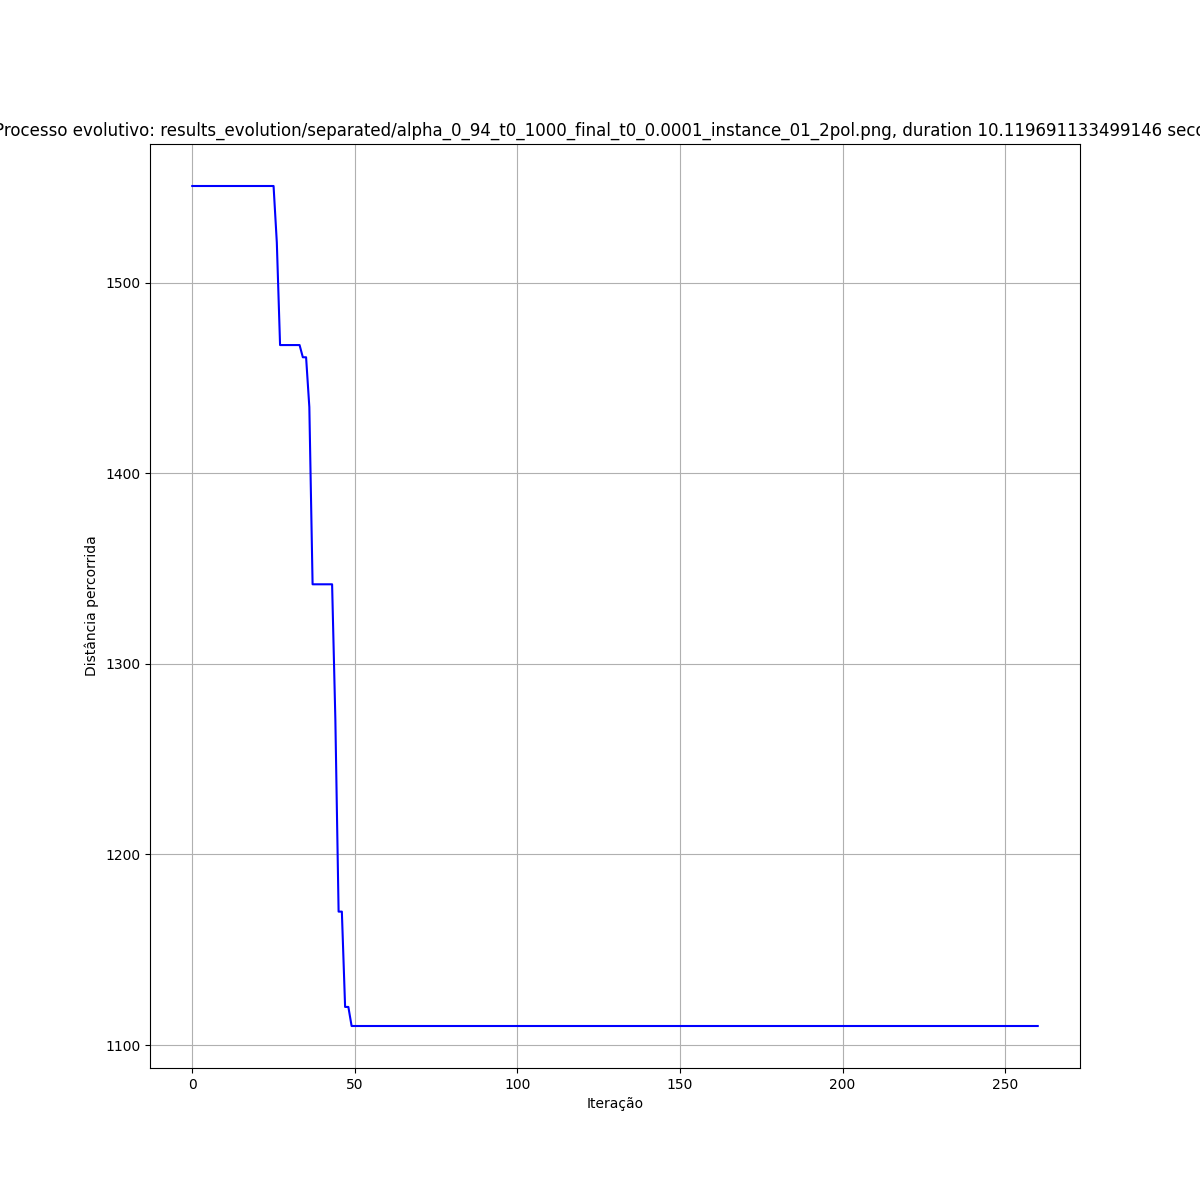 Processo evolutivo: results_evolution/separated/alpha_0_94_t0_1000_final_t0_0.0001_instance_01_2pol.png, duration 10.119691133499146
1500
1400
1300
1200
1100
Distância percorrida
0 50 100 150 200 250
Iteração